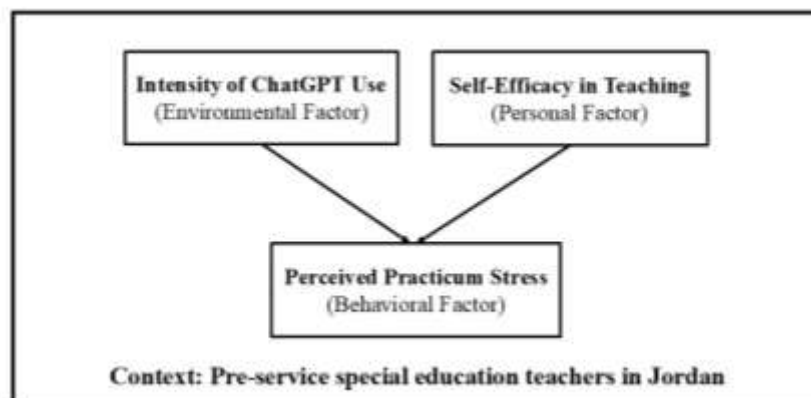 Intensity of ChatGPT Use
(Environmental Factor)
Self-Efficacy in Teaching
(Personal Factor)
Perceived Practicum Stress
(Behavioral Factor)
Context: Pre-service special education teachers in Jordan